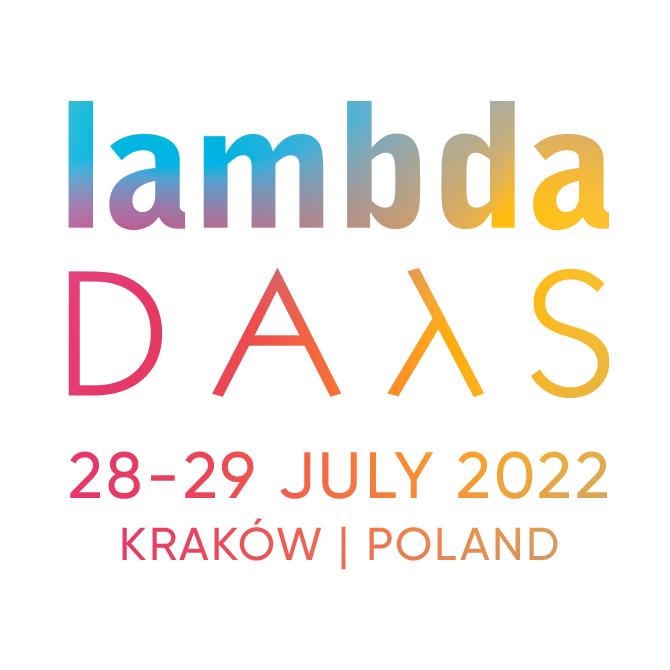 lambda
DAλS
28-29 JULY 2022
KRAKÓW | POLAND